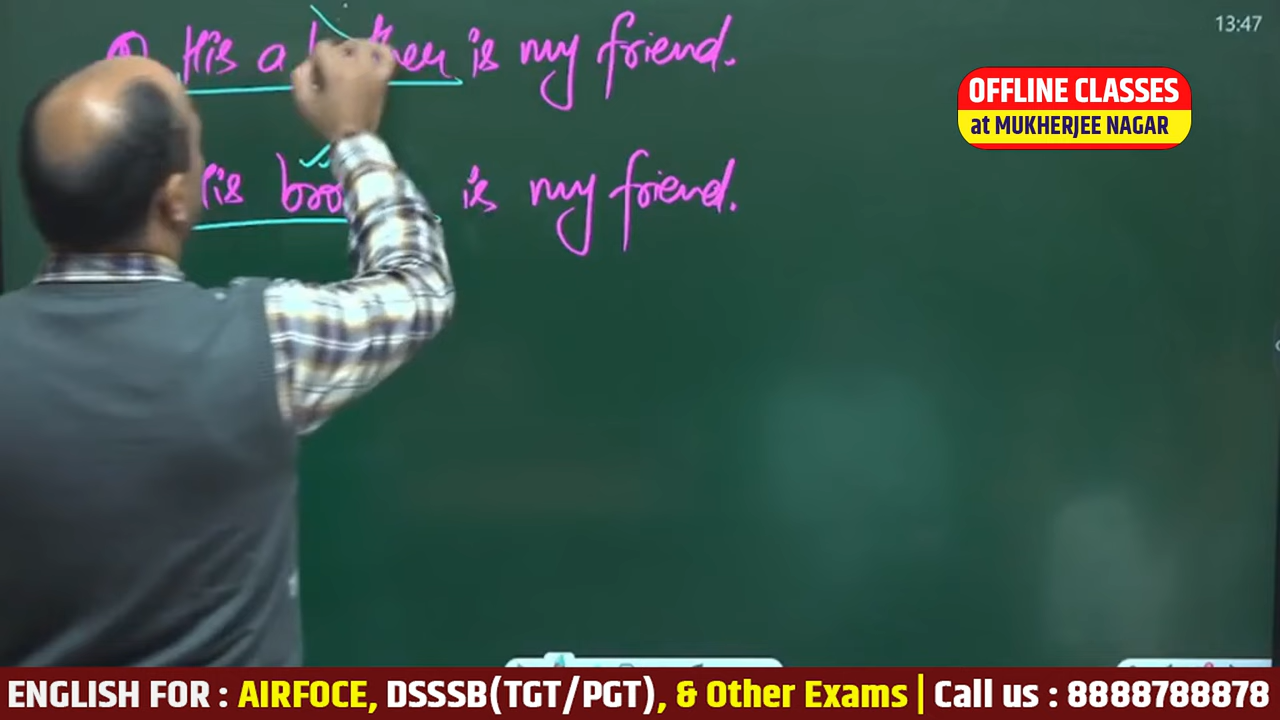 13:47
His a is my friend.
is my friend.
OFFLINE CLASSES
at MUKHERJEE NAGAR
ENGLISH FOR : AIRFOCE, DSSSB(TGT/PGT), & Other Exams | Call us : 8888788878